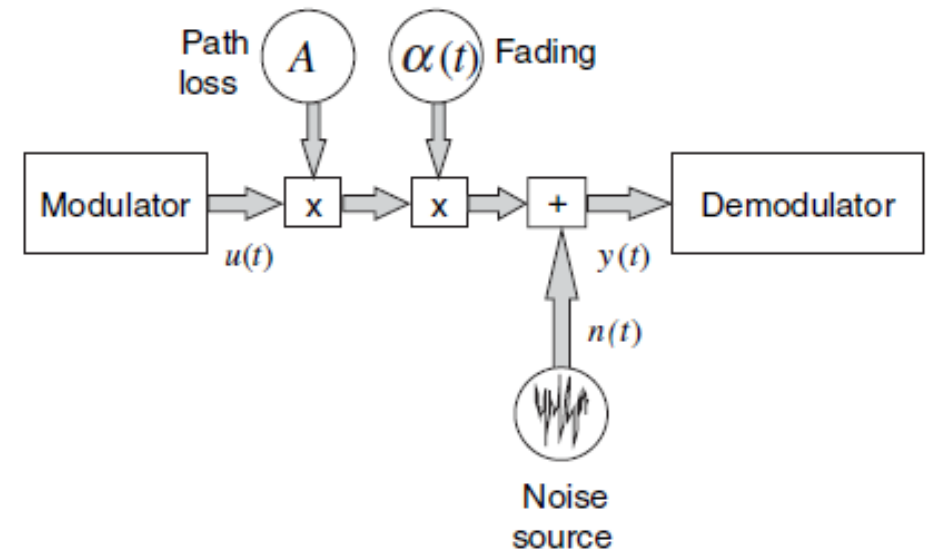 Path
loss
A
α(t)
Fading
Modulator
x
x
+
Demodulator
u(t)
y(t)
n(t)
Noise
source